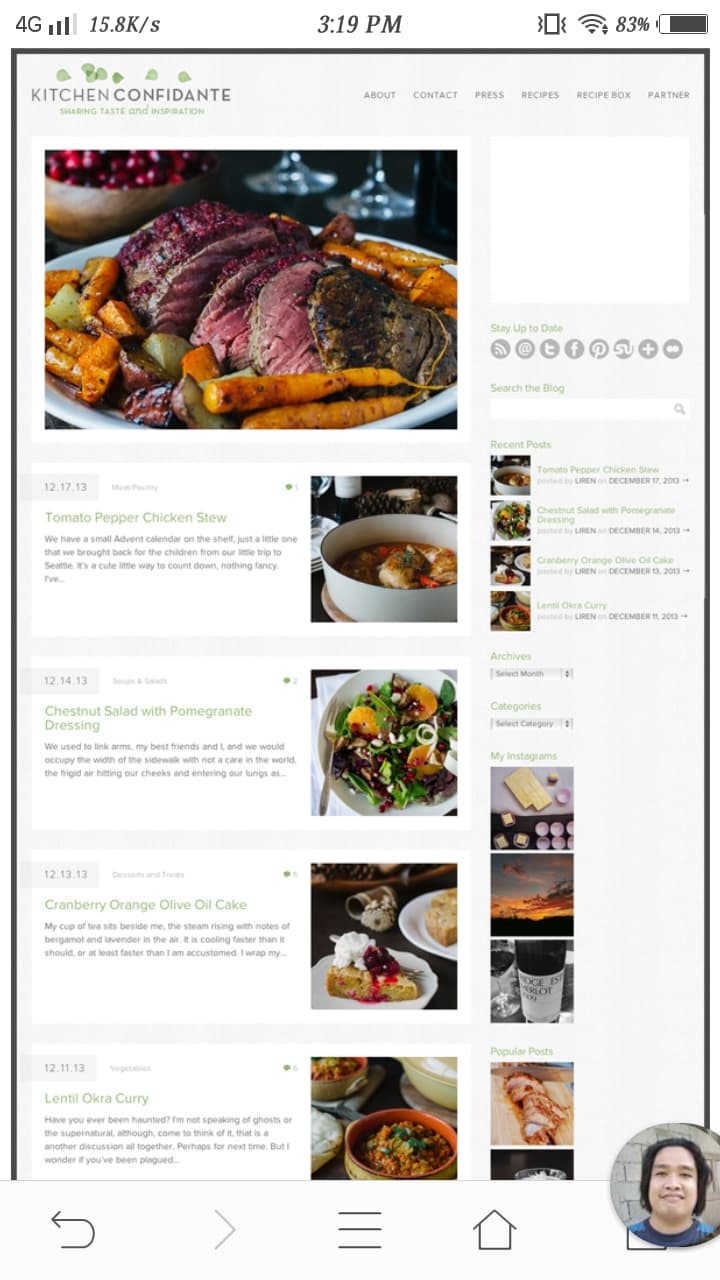 4G 15.8K/s 3:19 PM 83%
KITCHEN CONFIDANTE
SHARING TASTE and INSPIRATION
ABOUT CONTACT PRESS RECIPES RECIPE BOX PARTNER
12.17.13 Meat/Poultry 1
Tomato Pepper Chicken Stew
We have a small Advent calendar on the shelf, just a little one
that we brought back for the children from our little trip to
Seattle. It's a cute little way to count down, nothing fancy.
I've...
12.14.13 Soups & Salads 2
Chestnut Salad with Pomegranate
Dressing
We used to link arms, my best friends and I, and we would
occupy the width of the sidewalk with not a care in the world,
the frigid air hitting our cheeks and entering our lungs as...
12.13.13 Desserts and Treats 5
Cranberry Orange Olive Oil Cake
My cup of tea sits beside me, the steam rising with notes of
bergamot and lavender in the air. It is cooling faster than it
should, or at least faster than I am accustomed. I wrap my...
12.11.13 Vegetables 6
Lentil Okra Curry
Have you ever been haunted? I'm not speaking of ghosts or
the supernatural, although, come to think of it, that is a
another discussion all together. Perhaps for next time. But I
wonder if you've been plagued...
Stay Up to Date
Search the Blog
Recent Posts
Tomato Pepper Chicken Stew
posted by LIREN on DECEMBER 17, 2013 →
Chestnut Salad with Pomegranate
Dressing
posted by LIREN on DECEMBER 14, 2013 →
Cranberry Orange Olive Oil Cake
posted by LIREN on DECEMBER 13, 2013 →
Lentil Okra Curry
posted by LIREN on DECEMBER 11, 2013 →
Archives
Select Month
Categories
Select Category
My Instagrams
MERLOT
Popular Posts